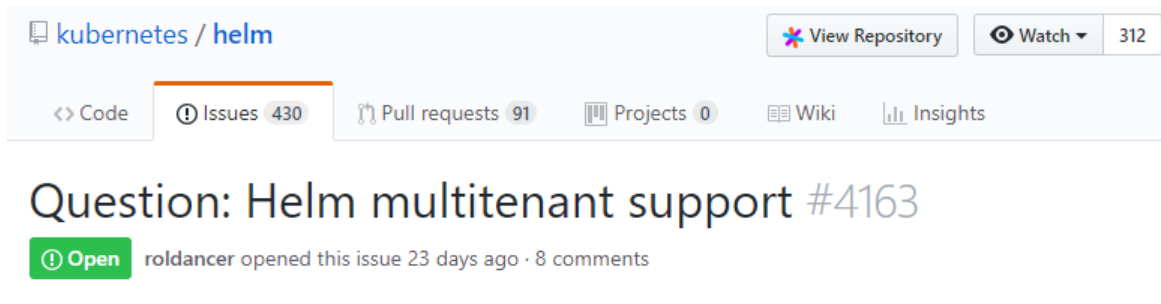 kubernetes / helm
View Repository
Watch
312
<> Code
Issues 430
Pull requests 91
Projects 0
Wiki
Insights
Question: Helm multitenant support #4163
Open
roldancer opened this issue 23 days ago · 8 comments